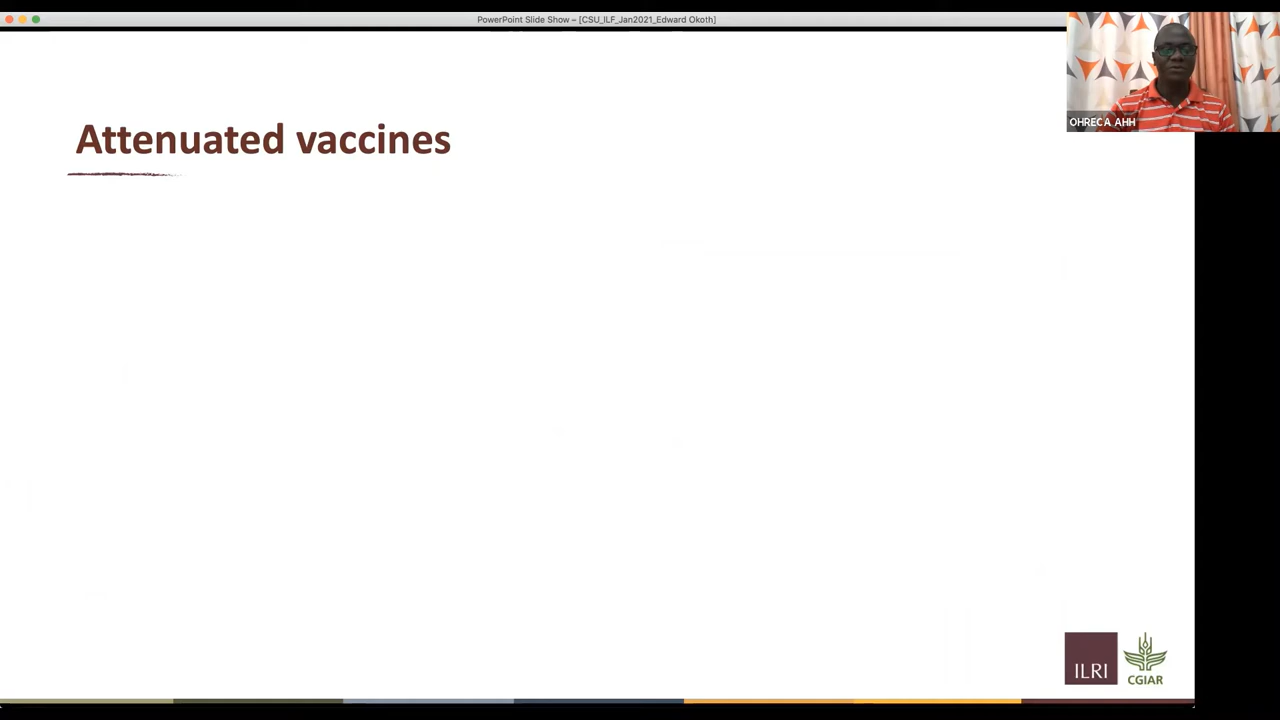 PowerPoint Slide Show – [CSU_ILF_Jan2021_Edward Okoth]
OHRECA AHH
Attenuated vaccines
ILRI
CGIAR